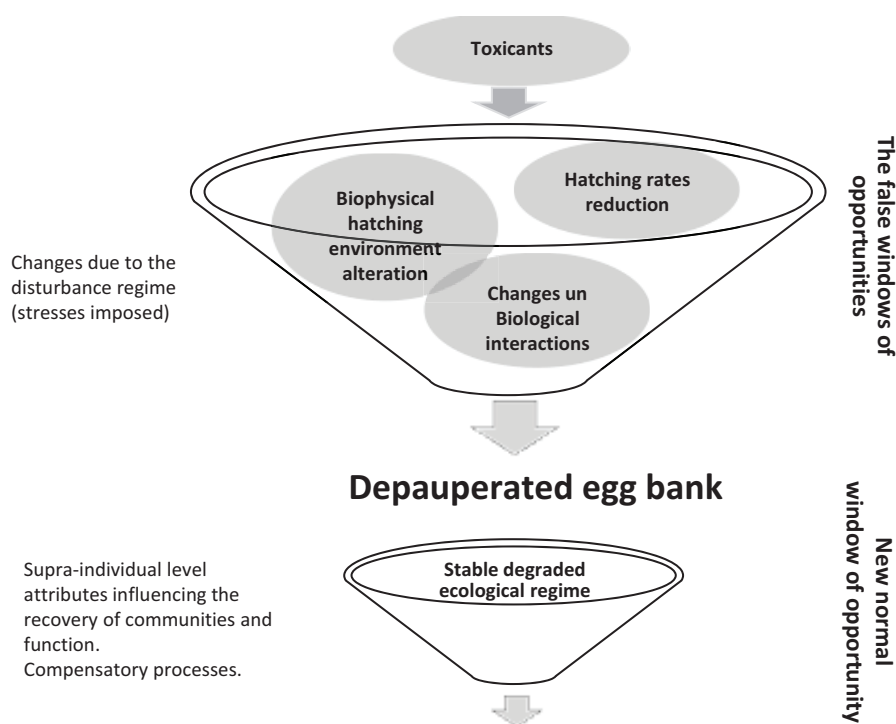 Toxicants
Biophysical
hatching
environment
alteration
Hatching rates
reduction
Changes un
Biological
interactions
The false windows of
opportunities
Changes due to the
disturbance regime
(stresses imposed)
Depauperated egg bank
Stable degraded
ecological regime
Supra-individual level
attributes influencing the
recovery of communities and
function.
Compensatory processes.
New normal
window of opportunity